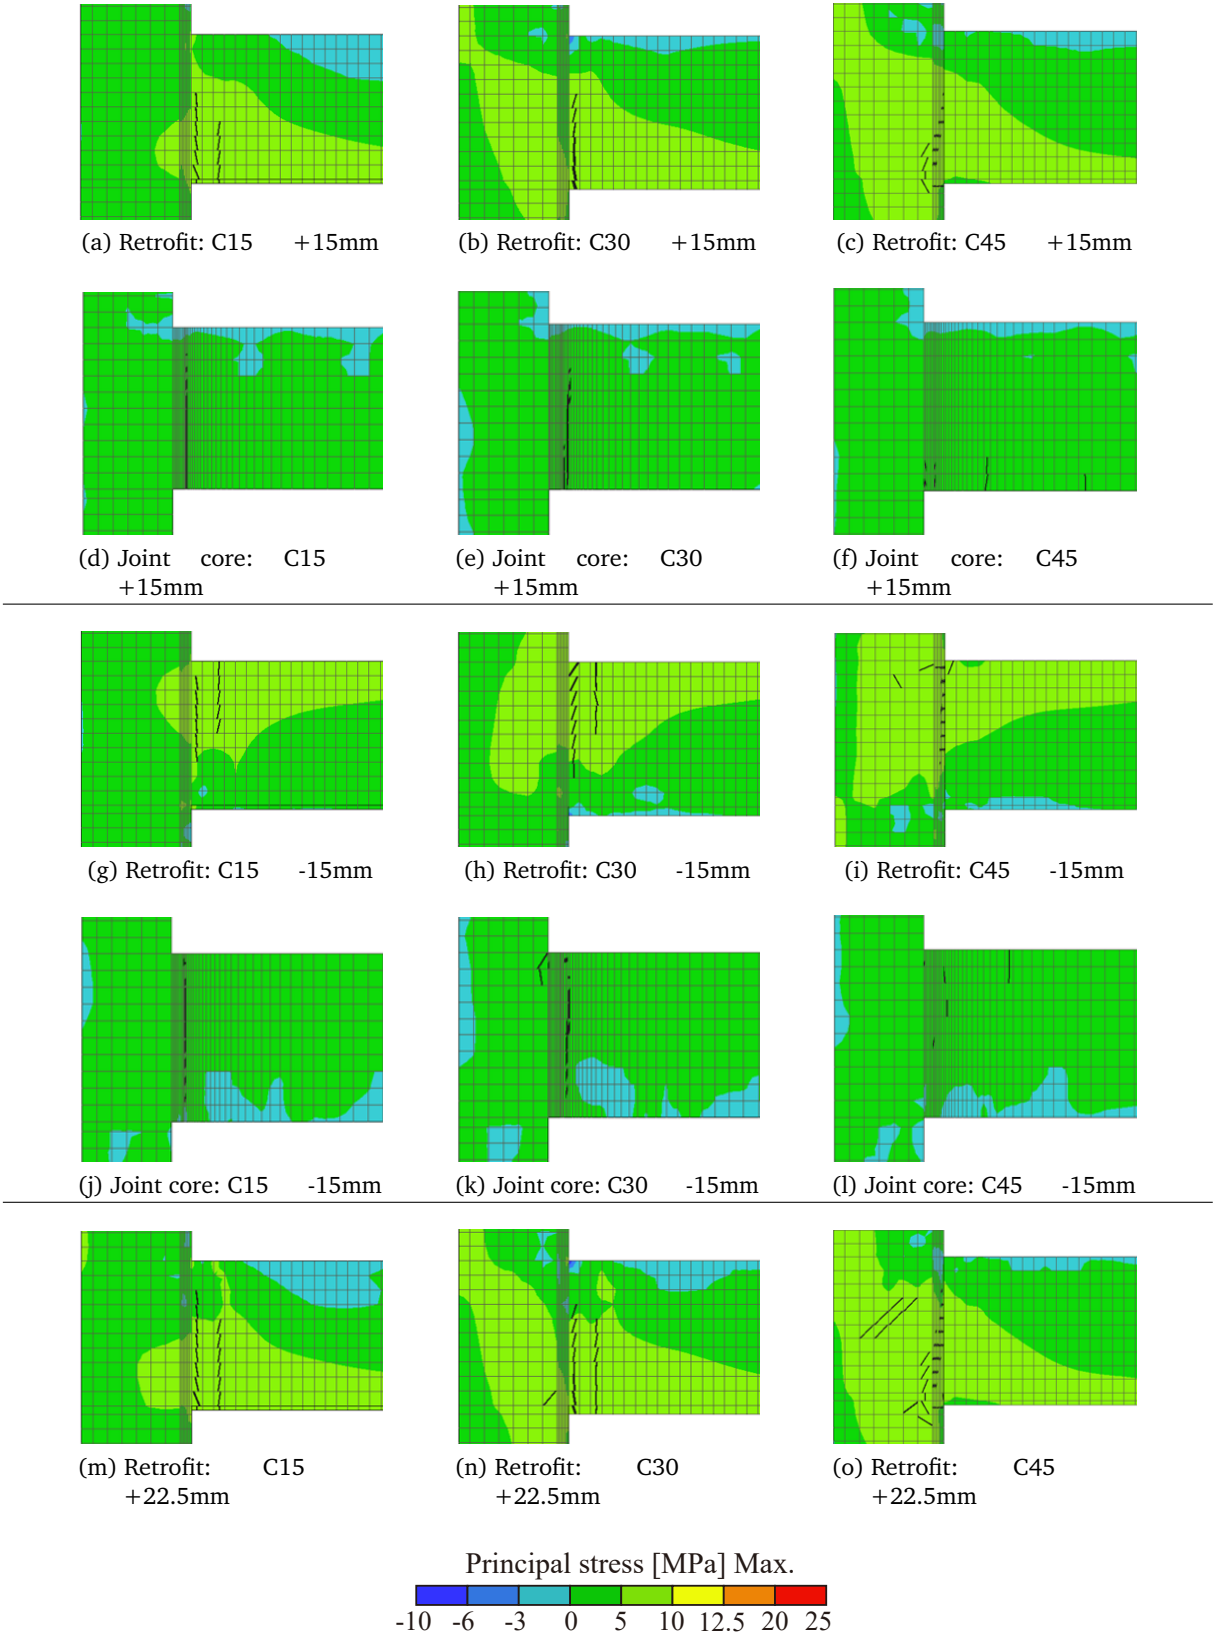 (a) Retrofit: C15 +15mm
(b) Retrofit: C30 +15mm
(c) Retrofit: C45 +15mm
(d) Joint core: C15
+15mm
(e) Joint core: C30
+15mm
(f) Joint core: C45
+15mm
(g) Retrofit: C15 -15mm
(h) Retrofit: C30 -15mm
(i) Retrofit: C45 -15mm
(j) Joint core: C15 -15mm
(k) Joint core: C30 -15mm
(l) Joint core: C45 -15mm
(m) Retrofit: C15
+22.5mm
(n) Retrofit: C30
+22.5mm
(o) Retrofit: C45
+22.5mm
Principal stress [MPa] Max.
-10 -6 -3 0 5 10 12.5 20 25